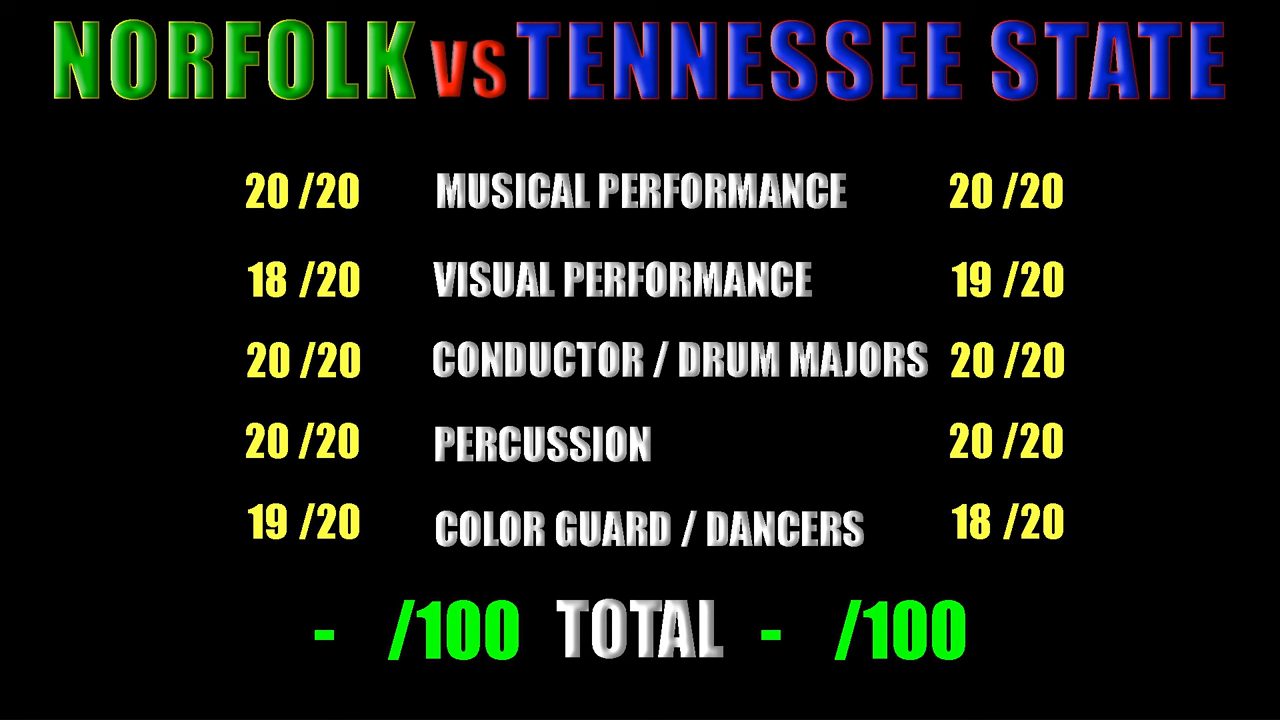 NORFOLK VS TENNESSEE STATE
20 /20 MUSICAL PERFORMANCE 20 /20
18 /20 VISUAL PERFORMANCE 19 /20
20 /20 CONDUCTOR / DRUM MAJORS 20 /20
20 /20 PERCUSSION 20 /20
19 /20 COLOR GUARD / DANCERS 18 /20
- /100 TOTAL - /100